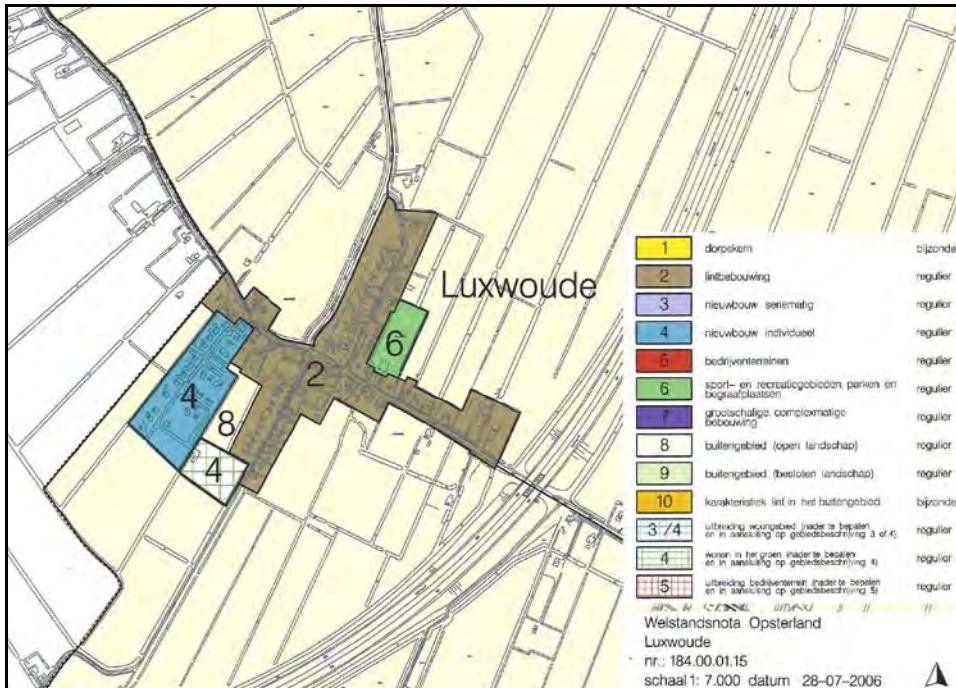 Luxwoude
2
6
4
8
4
1 dorpskern bijzonde
2 lintbebouwing regulier
3 nieuwbouw seriematig regulier
4 nieuwbouw individueel regulier
5 bedrijventerreinen regulier
6 sport- en recreatiegebieden, parken en begraafplaatsen regulier
7 grootschalige, complexmatige bebouwing regulier
8 buitengebied (open landschap) regulier
9 buitengebied (besloten landschap) regulier
10 karakteristiek lint in het buitengebied bijzonde
3/4 uitbreiding woongebied (nader te bepalen en in aansluiting op gebiedsbeschrijving 3 of 4) regulier
4 wonen in het groen (nader te bepalen en in aansluiting op gebiedsbeschrijving 4) regulier
5 uitbreiding bedrijventerrein (nader te bepalen en in aansluiting op gebiedsbeschrijving 5) regulier
Welstandsnota Opsterland
Luxwoude
nr.: 184.00.01.15
schaal 1: 7.000 datum 28-07-2006